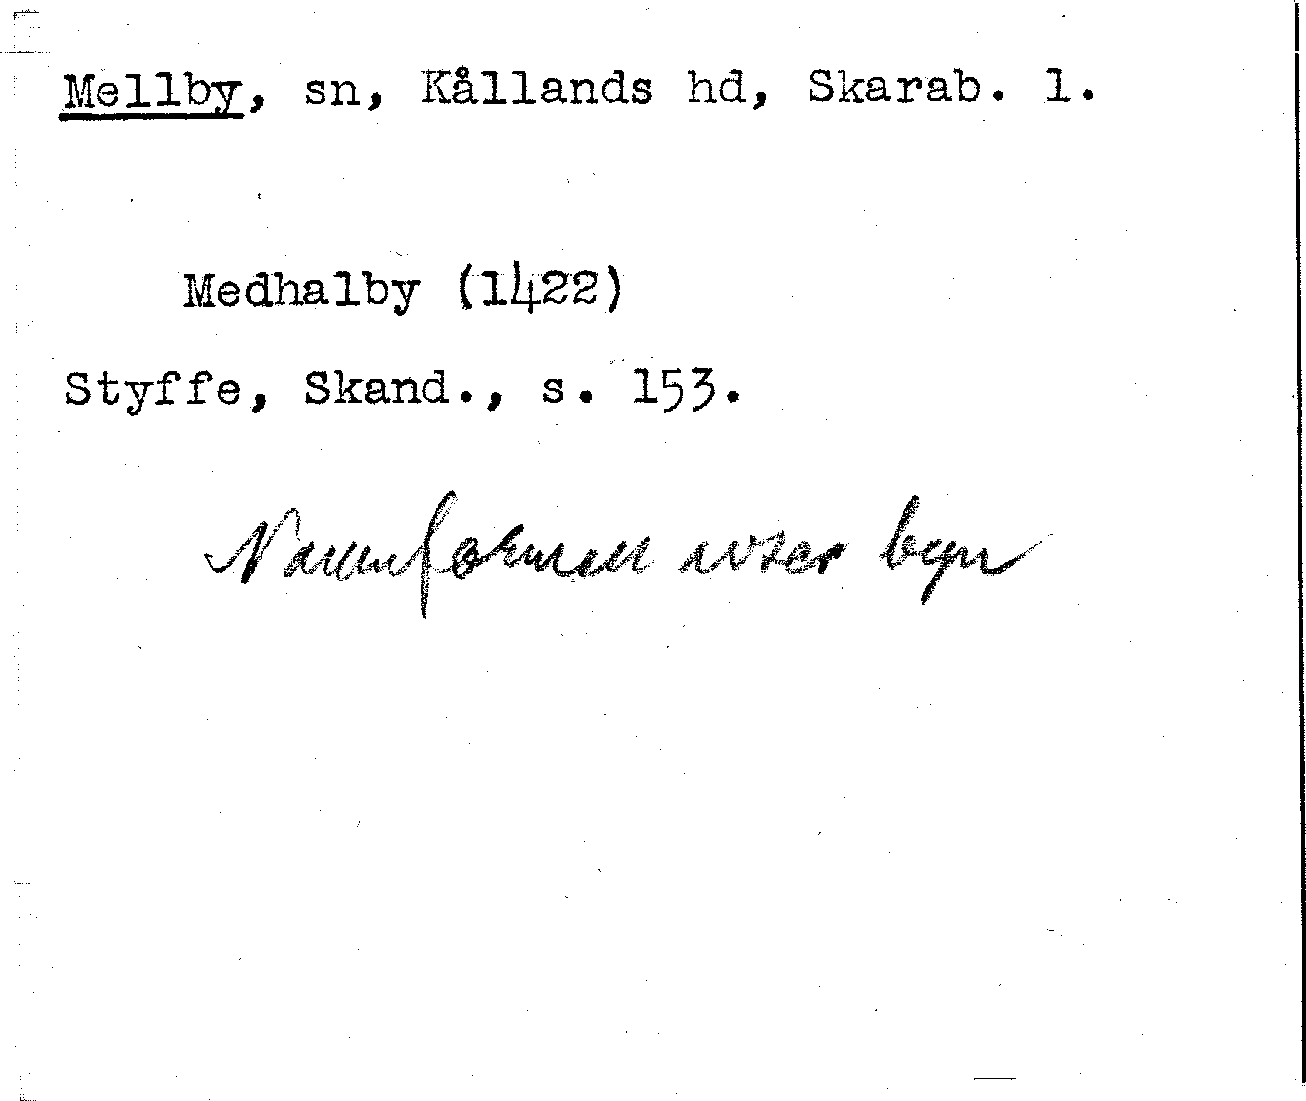 Mellby, sn, Kållands hd, Skarab. l.
Medhalby (1422)
Styffe, Skand., s. 153.
Namnformen avser byn